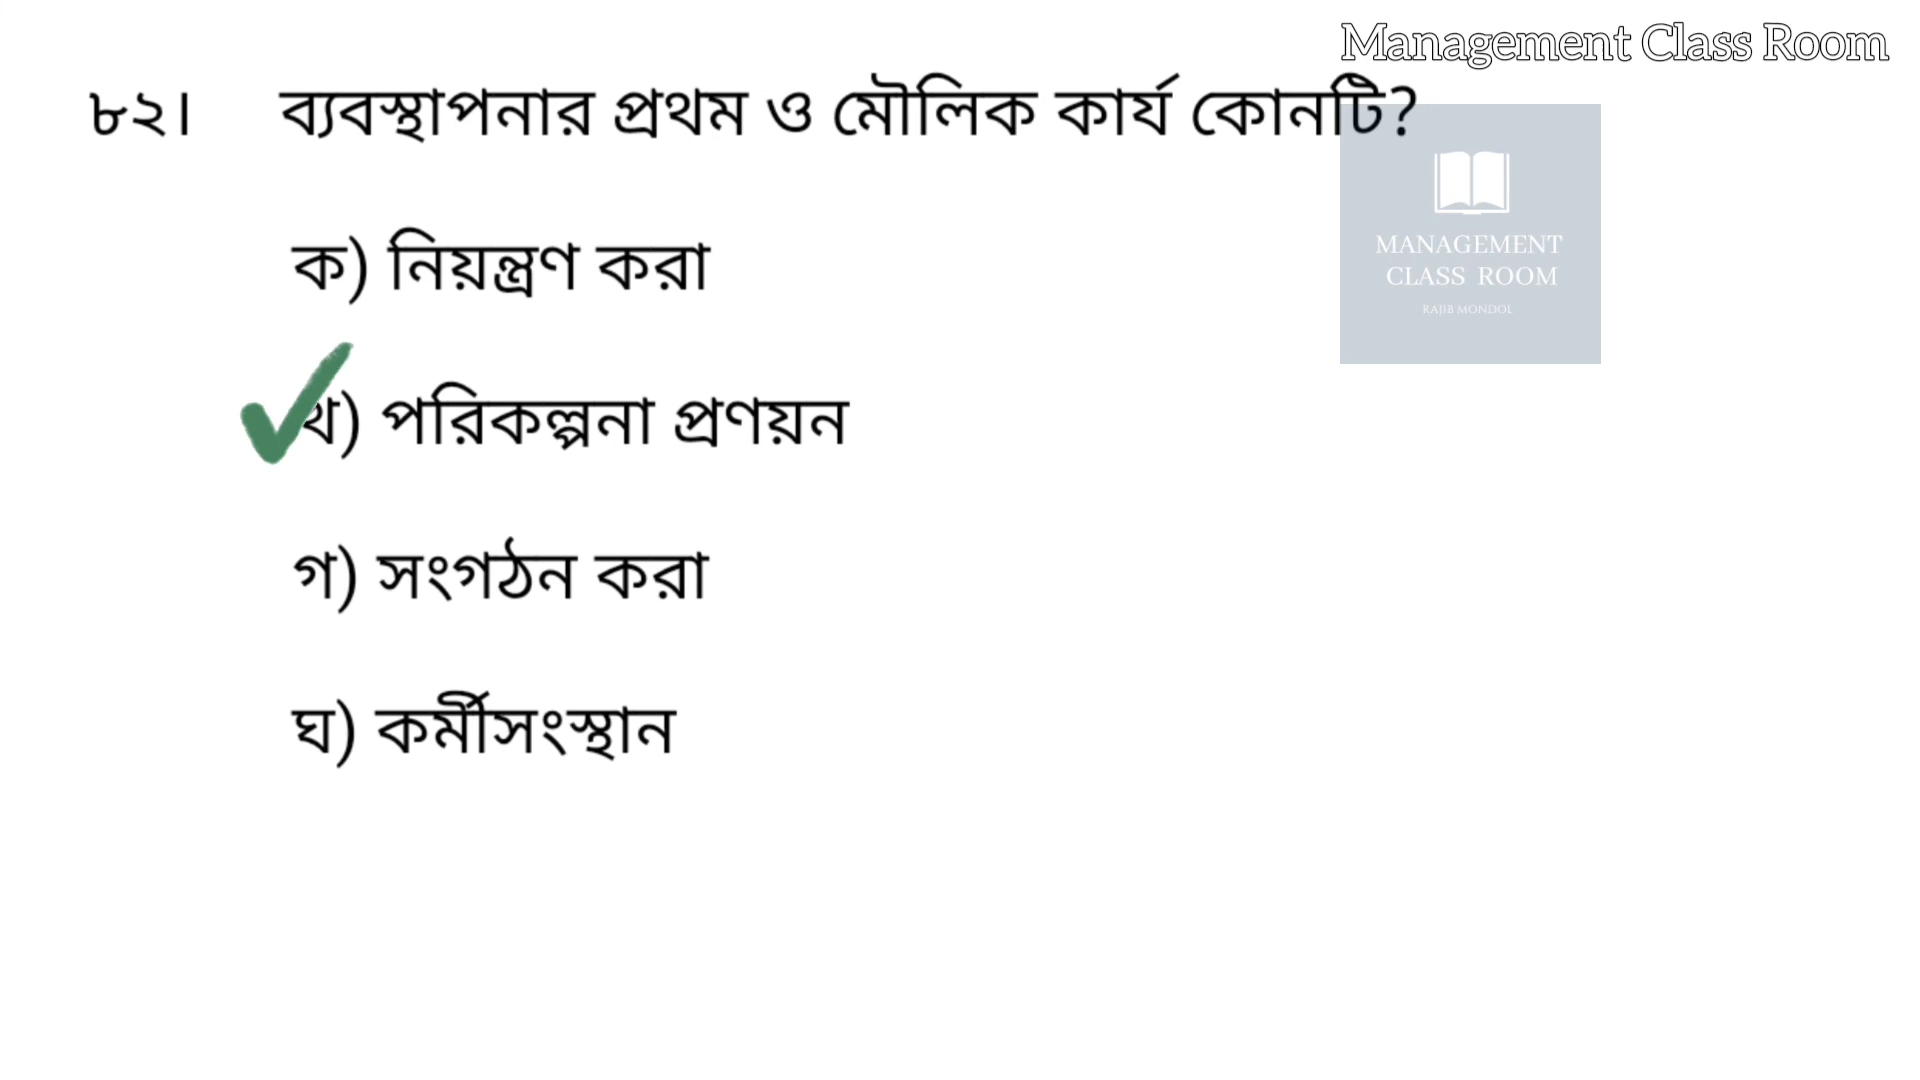 Management Class Room
৮২। ব্যবস্থাপনার প্রথম ও মৌলিক কার্য কোনটি?
ক) নিয়ন্ত্রণ করা
খ) পরিকল্পনা প্রণয়ন
গ) সংগঠন করা
ঘ) কর্মীসংস্থান
MANAGEMENT
CLASS ROOM
RAJIB MONDOL